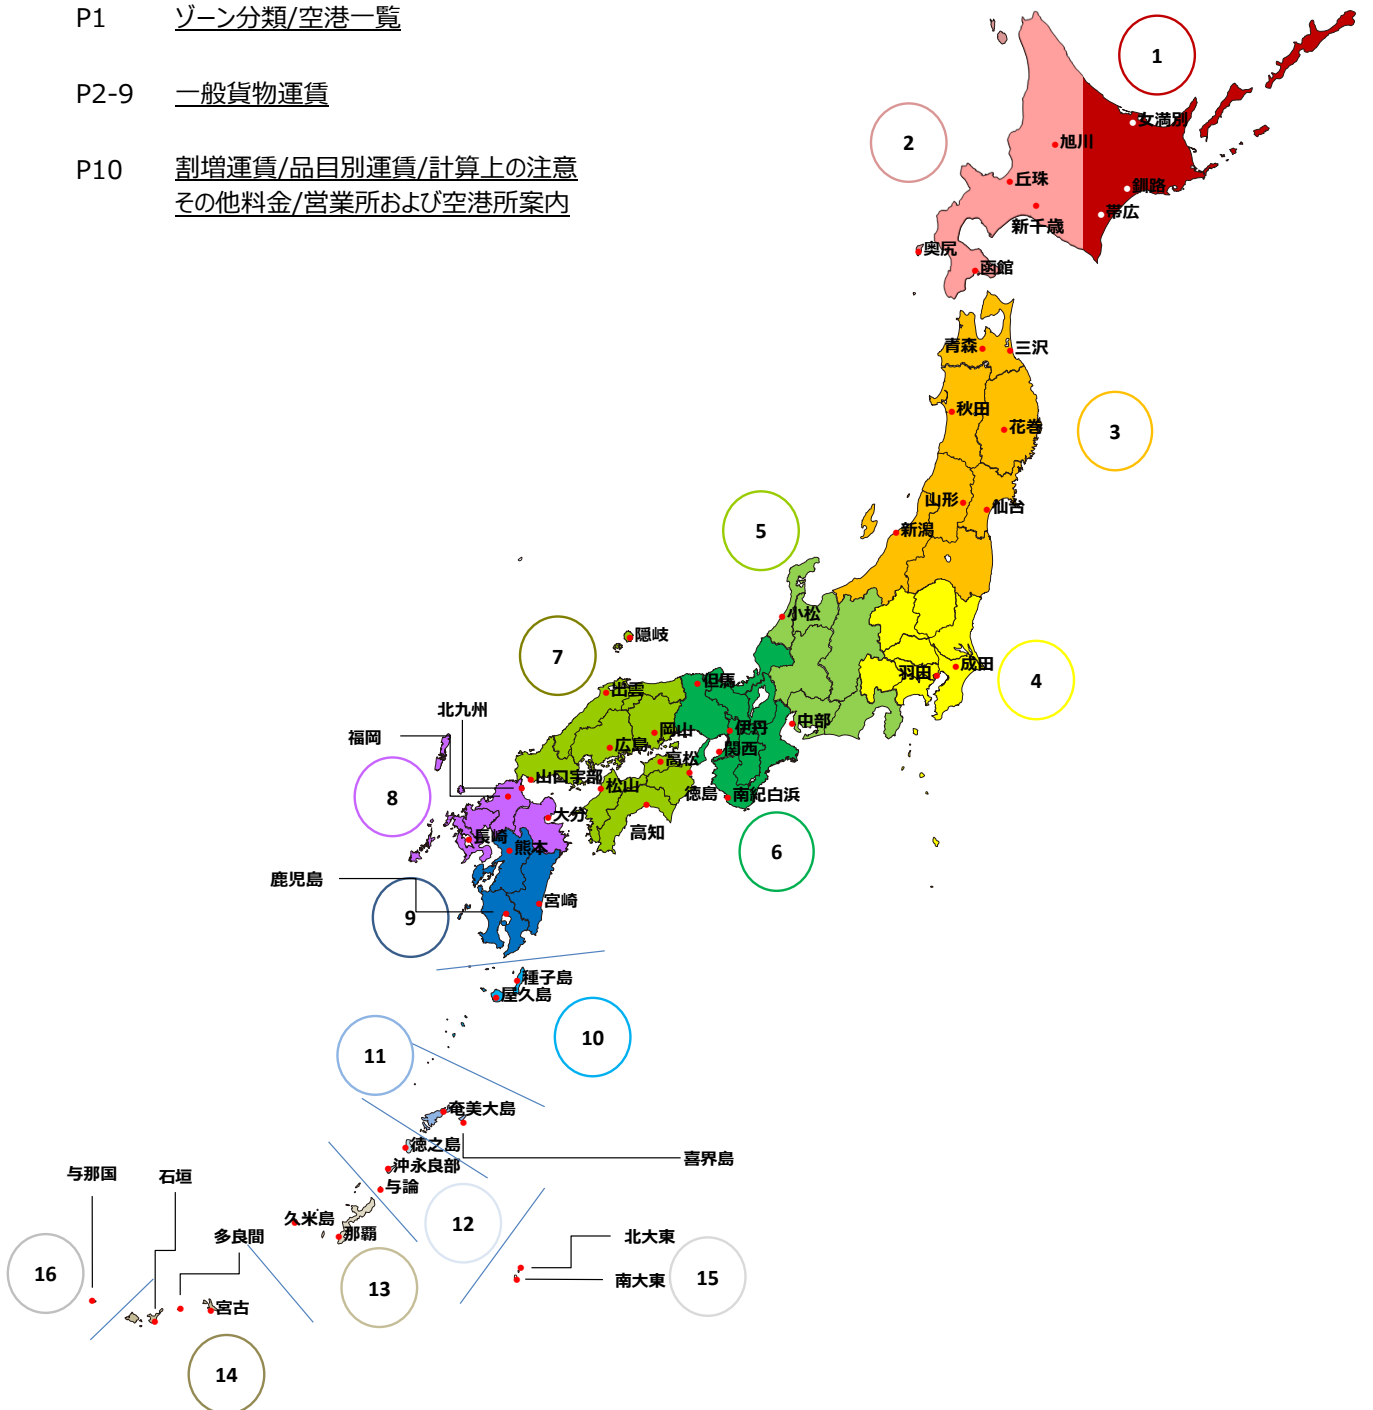 P1 ゾーン分類/空港一覧
P2-9 一般貨物運賃
P10 割増運賃/品目別運賃/計算上の注意
その他料金/営業所および空港所案内
1
女満別
2
旭川
丘珠
釧路
帯広
新千歳
奥尻
函館
青森
三沢
秋田
花巻
3
山形
仙台
5
新潟
小松
隠岐
7
成田
羽田
4
但馬
出雲
北九州
中部
伊丹
岡山
福岡
広島
関西
高松
山口宇部
松山
徳島
南紀白浜
8
大分
高知
長崎
熊本
6
鹿児島
宮崎
9
種子島
屋久島
10
11
奄美大島
徳之島
喜界島
沖永良部
与那国
石垣
与論
久米島
12
那覇
多良間
北大東
16
南大東
15
13
宮古
14